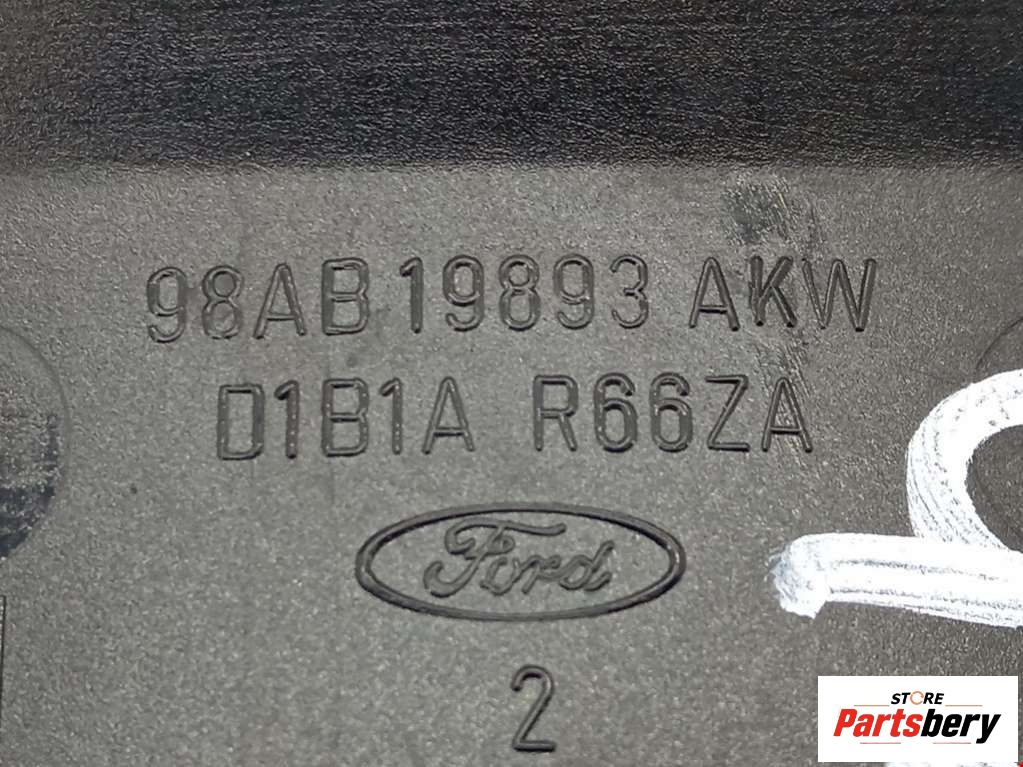 98AB 19893 AKW
D1B1A R66ZA
Ford
2
STORE
Partsbery